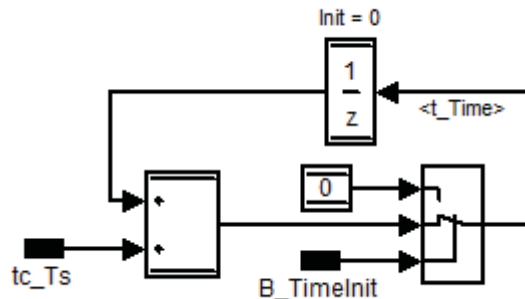 Init = 0
1
z
<t_Time>
0
tc_Ts
B_TimeInit